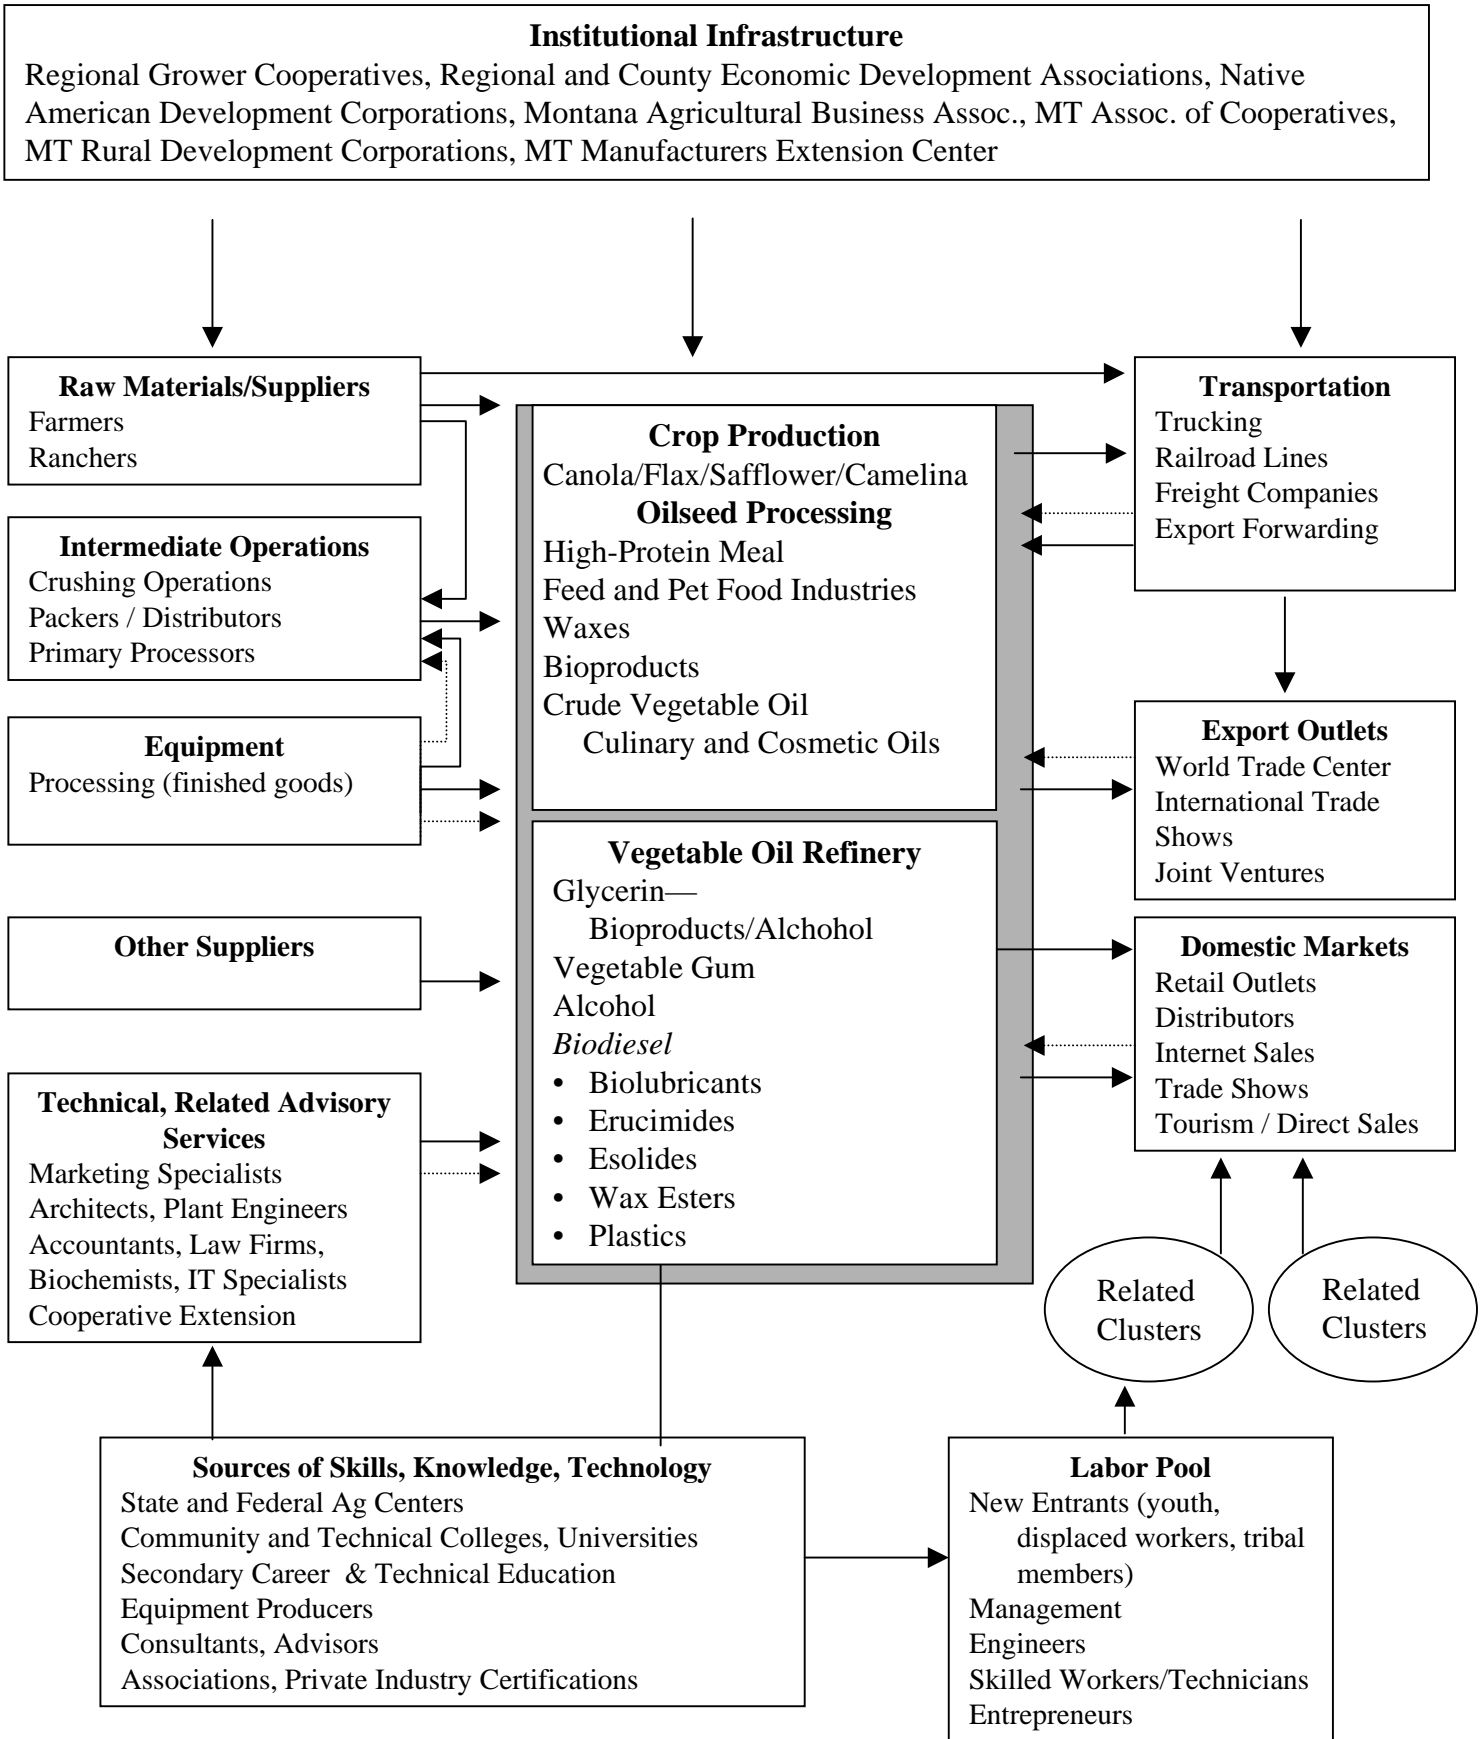 Institutional Infrastructure
Regional Grower Cooperatives, Regional and County Economic Development Associations, Native
American Development Corporations, Montana Agricultural Business Assoc., MT Assoc. of Cooperatives,
MT Rural Development Corporations, MT Manufacturers Extension Center
Raw Materials/Suppliers
Farmers
Ranchers
Intermediate Operations
Crushing Operations
Packers / Distributors
Primary Processors
Equipment
Processing (finished goods)
Other Suppliers
Technical, Related Advisory
Services
Marketing Specialists
Architects, Plant Engineers
Accountants, Law Firms,
Biochemists, IT Specialists
Cooperative Extension
Crop Production
Canola/Flax/Safflower/Camelina
Oilseed Processing
High-Protein Meal
Feed and Pet Food Industries
Waxes
Bioproducts
Crude Vegetable Oil
Culinary and Cosmetic Oils
Vegetable Oil Refinery
Glycerin—
Bioproducts/Alchohol
Vegetable Gum
Alcohol
Biodiesel
• Biolubricants
• Erucimides
• Esolides
• Wax Esters
• Plastics
Transportation
Trucking
Railroad Lines
Freight Companies
Export Forwarding
Export Outlets
World Trade Center
International Trade
Shows
Joint Ventures
Domestic Markets
Retail Outlets
Distributors
Internet Sales
Trade Shows
Tourism / Direct Sales
Related
Clusters
Related
Clusters
Sources of Skills, Knowledge, Technology
State and Federal Ag Centers
Community and Technical Colleges, Universities
Secondary Career & Technical Education
Equipment Producers
Consultants, Advisors
Associations, Private Industry Certifications
Labor Pool
New Entrants (youth,
displaced workers, tribal
members)
Management
Engineers
Skilled Workers/Technicians
Entrepreneurs